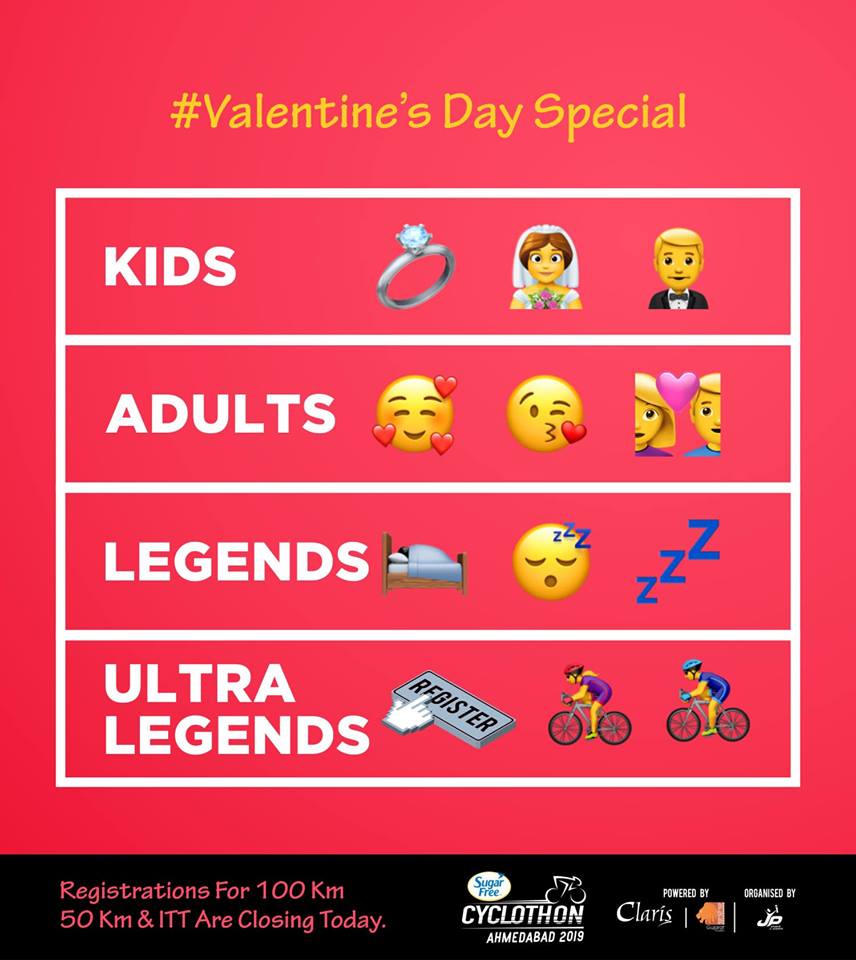 #Valentine's Day Special
KIDS
ADULTS
LEGENDS
ULTRA
LEGENDS
REGISTER
Registrations For 100 Km
50 Km & ITT Are Closing Today.
Sugar
Free
CYCLOTHON
AHMEDABAD 2019
POWERED BY
Claris
ORGANISED BY
JP